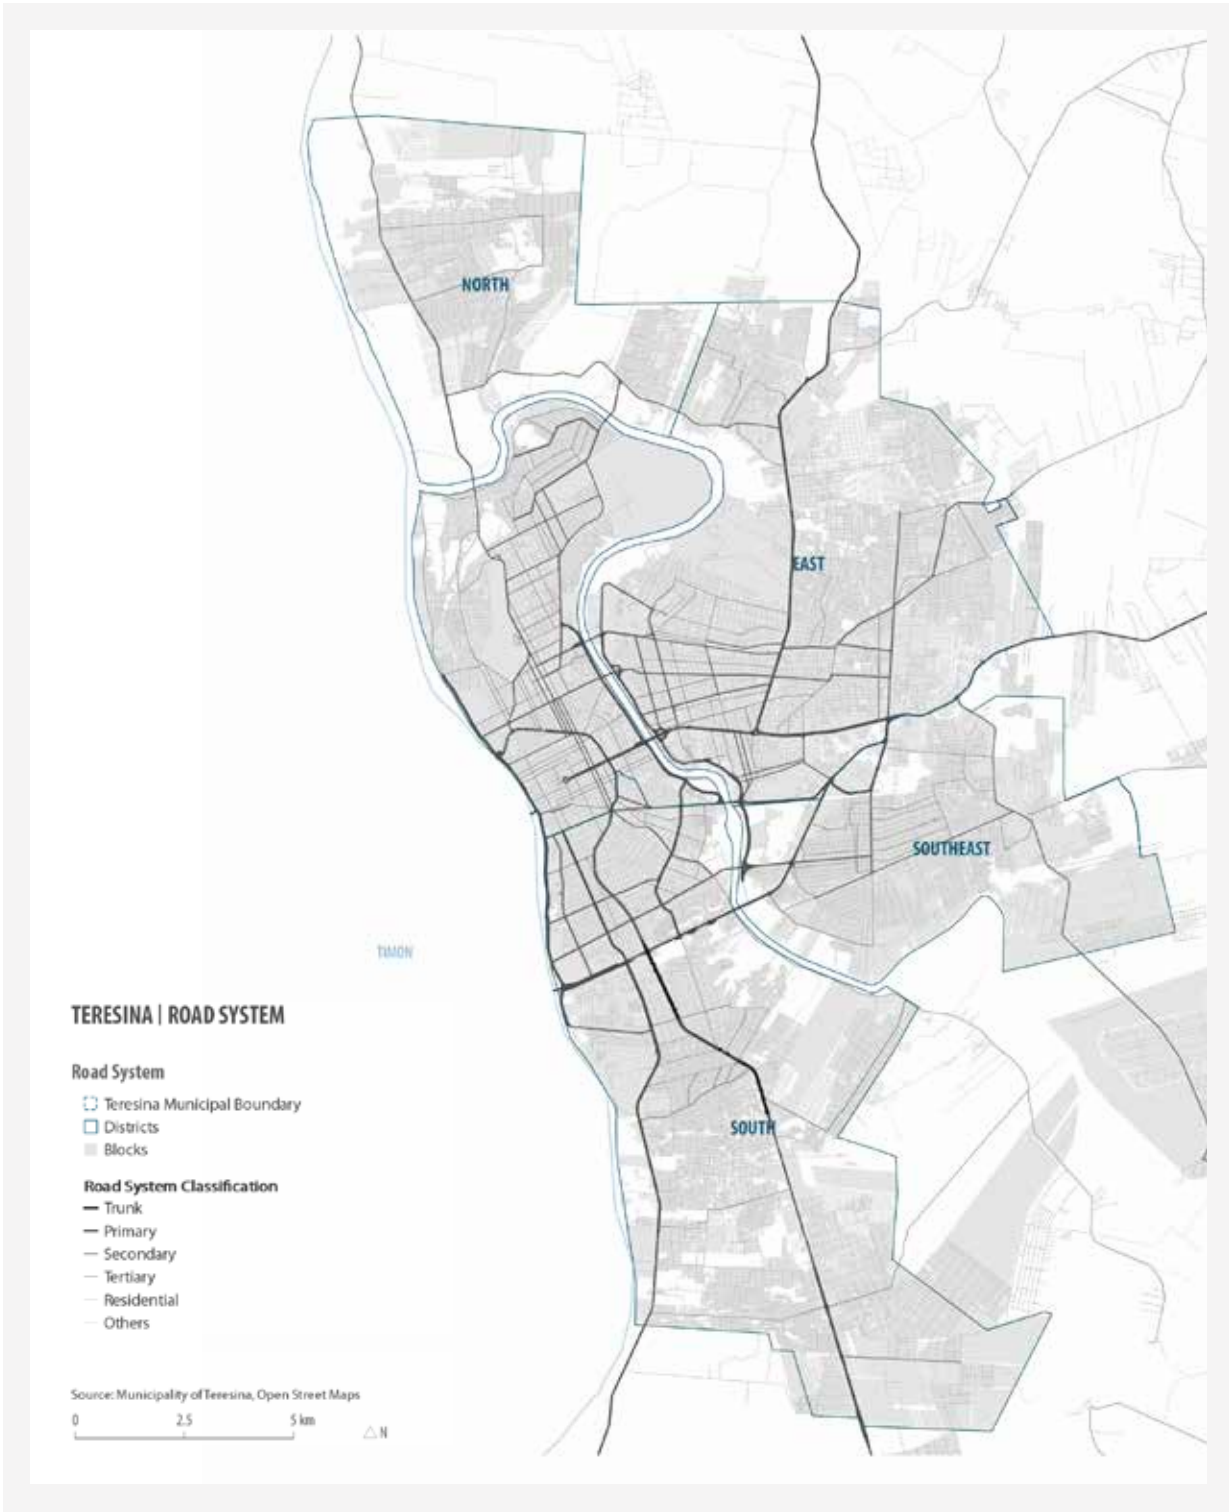 NORTH
EAST
SOUTHEAST
TIMON
SOUTH
TERESINA | ROAD SYSTEM
Road System
Teresina Municipal Boundary
Districts
Blocks
Road System Classification
Trunk
Primary
Secondary
Tertiary
Residential
Others
Source: Municipality of Teresina, Open Street Maps
0 2.5 5 km
N